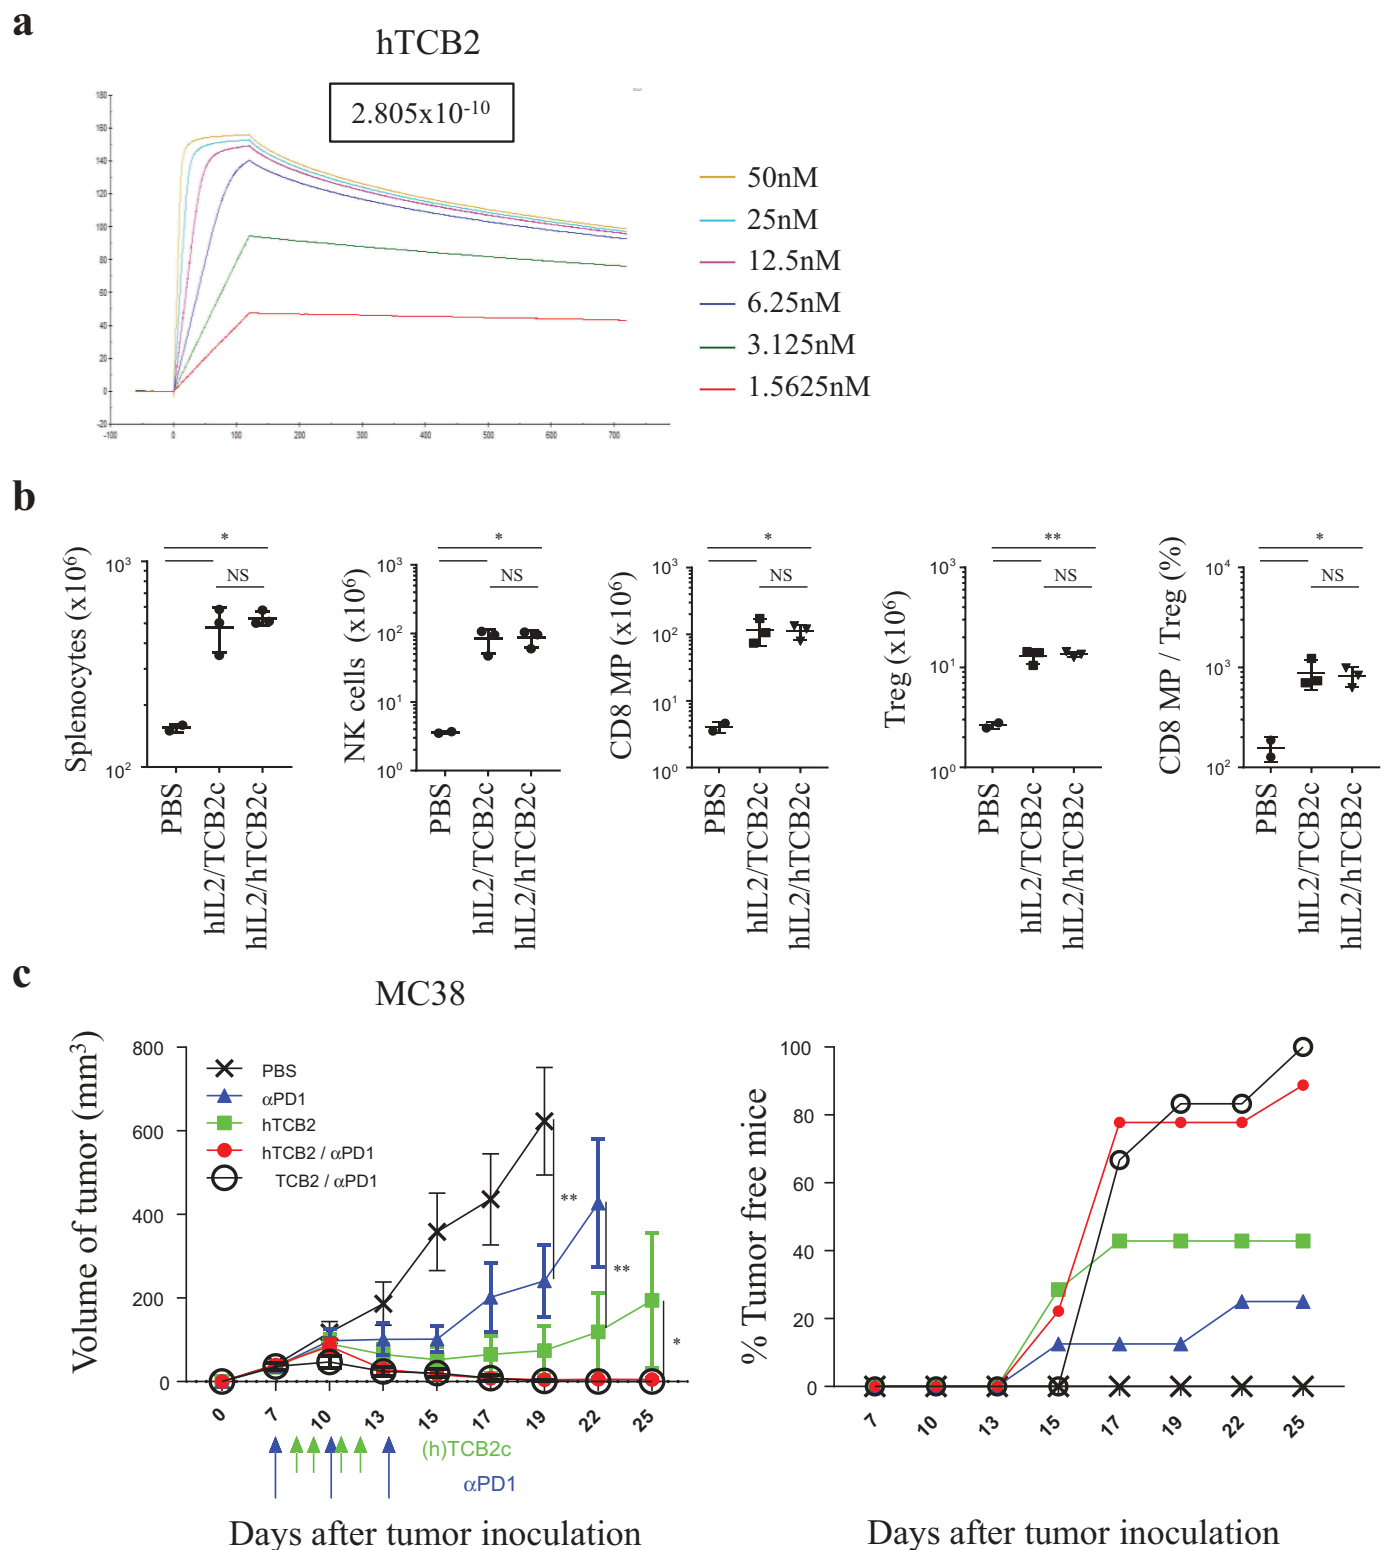 a
hTCB2
2.805x10-10
180
160
140
120
100
80
60
40
20
0
-20
-100 0 100 200 300 400 500 600 700
50nM
25nM
12.5nM
6.25nM
3.125nM
1.5625nM
b
Splenocytes (x10⁶)
10³
10²
*
NS
PBS
hIL2/TCB2c
hIL2/hTCB2c
NK cells (x10⁶)
10³
10²
10¹
10⁰
*
NS
PBS
hIL2/TCB2c
hIL2/hTCB2c
CD8 MP (x10⁶)
10³
10²
10¹
10⁰
*
NS
PBS
hIL2/TCB2c
hIL2/hTCB2c
Treg (x10⁶)
10²
10¹
10⁰
**
NS
PBS
hIL2/TCB2c
hIL2/hTCB2c
CD8 MP / Treg (%)
10⁴
10³
10²
*
NS
PBS
hIL2/TCB2c
hIL2/hTCB2c
c
MC38
Volume of tumor (mm³)
800
600
400
200
0
PBS
αPD1
hTCB2
hTCB2 / αPD1
TCB2 / αPD1
**
**
*
0 7 10 13 15 17 19 22 25
(h)TCB2c
αPD1
Days after tumor inoculation
% Tumor free mice
100
80
60
40
20
0
7 10 13 15 17 19 22 25
Days after tumor inoculation